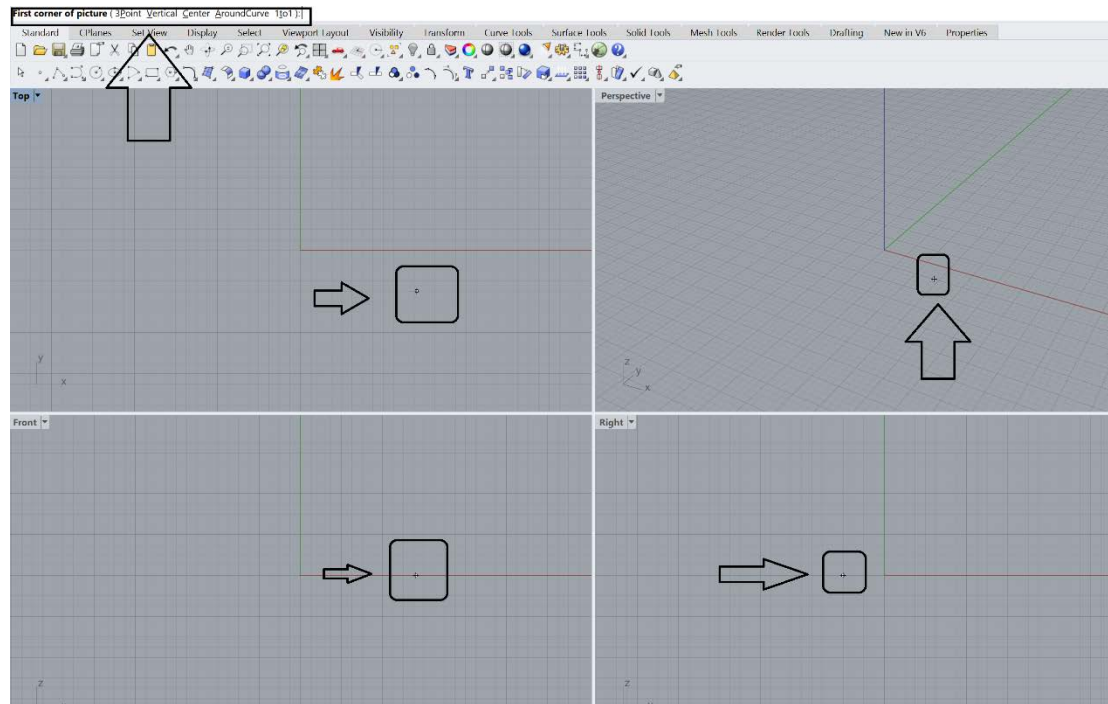 First corner of picture ( 3Point Vertical Center AroundCurve 1to1 ):
Standard CPlanes Set View Display Select Viewport Layout Visibility Transform Curve Tools Surface Tools Solid Tools Mesh Tools Render Tools Drafting New in V6 Properties
Top
Perspective
y
x
z
y
x
Front
Right
z
z